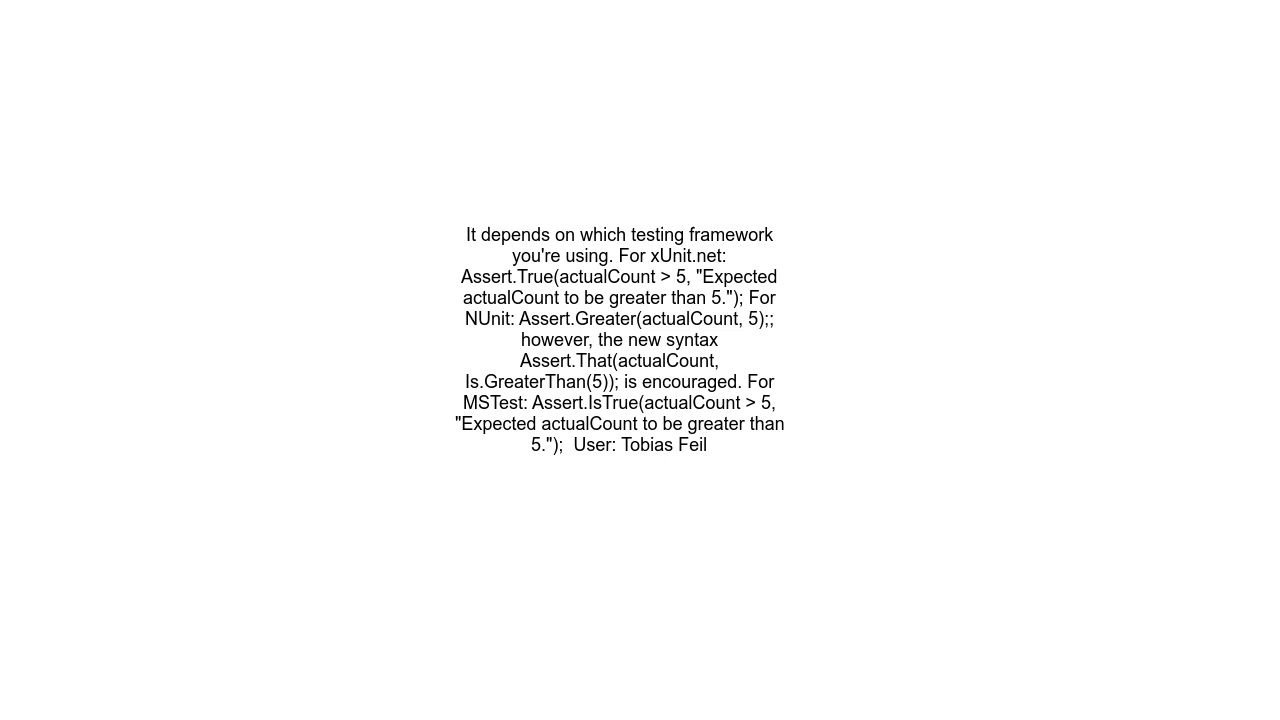 It depends on which testing framework
you're using. For xUnit.net:
Assert.True(actualCount > 5, "Expected
actualCount to be greater than 5."); For
NUnit: Assert.Greater(actualCount, 5);;
however, the new syntax
Assert.That(actualCount,
Is.GreaterThan(5)); is encouraged. For
MSTest: Assert.IsTrue(actualCount > 5,
"Expected actualCount to be greater than
5.");  User: Tobias Feil